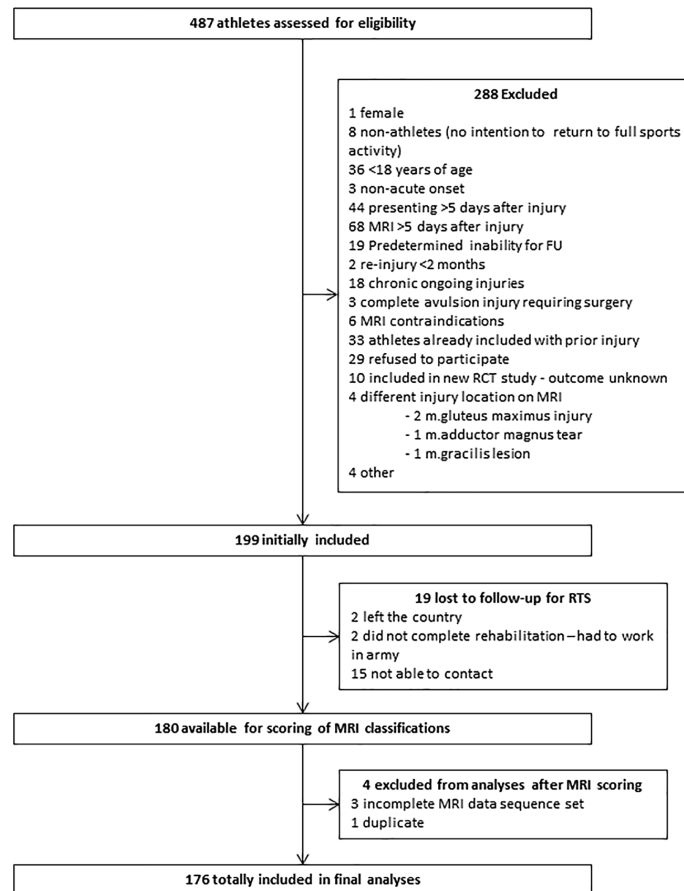 487 athletes assessed for eligibility
288 Excluded
1 female
8 non-athletes (no intention to return to full sports
activity)
36 <18 years of age
3 non-acute onset
44 presenting >5 days after injury
68 MRI >5 days after injury
19 Predetermined inability for FU
2 re-injury <2 months
18 chronic ongoing injuries
3 complete avulsion injury requiring surgery
6 MRI contraindications
33 athletes already included with prior injury
29 refused to participate
10 included in new RCT study - outcome unknown
4 different injury location on MRI
- 2 m.gluteus maximus injury
- 1 m.adductor magnus tear
- 1 m.gracilis lesion
4 other
199 initially included
19 lost to follow-up for RTS
2 left the country
2 did not complete rehabilitation – had to work
in army
15 not able to contact
180 available for scoring of MRI classifications
4 excluded from analyses after MRI scoring
3 incomplete MRI data sequence set
1 duplicate
176 totally included in final analyses